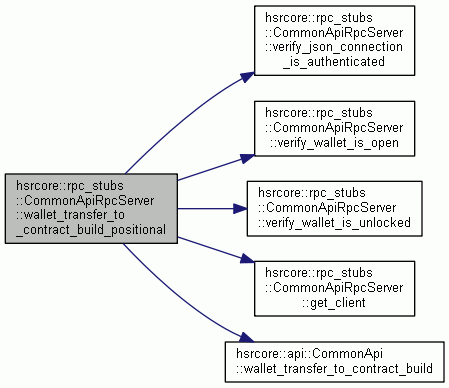 hsrcore::rpc_stubs
::CommonApiRpcServer
::verify_json_connection
_is_authenticated
hsrcore::rpc_stubs
::CommonApiRpcServer
::verify_wallet_is_open
hsrcore::rpc_stubs
::CommonApiRpcServer
::wallet_transfer_to
_contract_build_positional
hsrcore::rpc_stubs
::CommonApiRpcServer
::verify_wallet_is_unlocked
hsrcore::rpc_stubs
::CommonApiRpcServer
::get_client
hsrcore::api::CommonApi
::wallet_transfer_to_contract_build